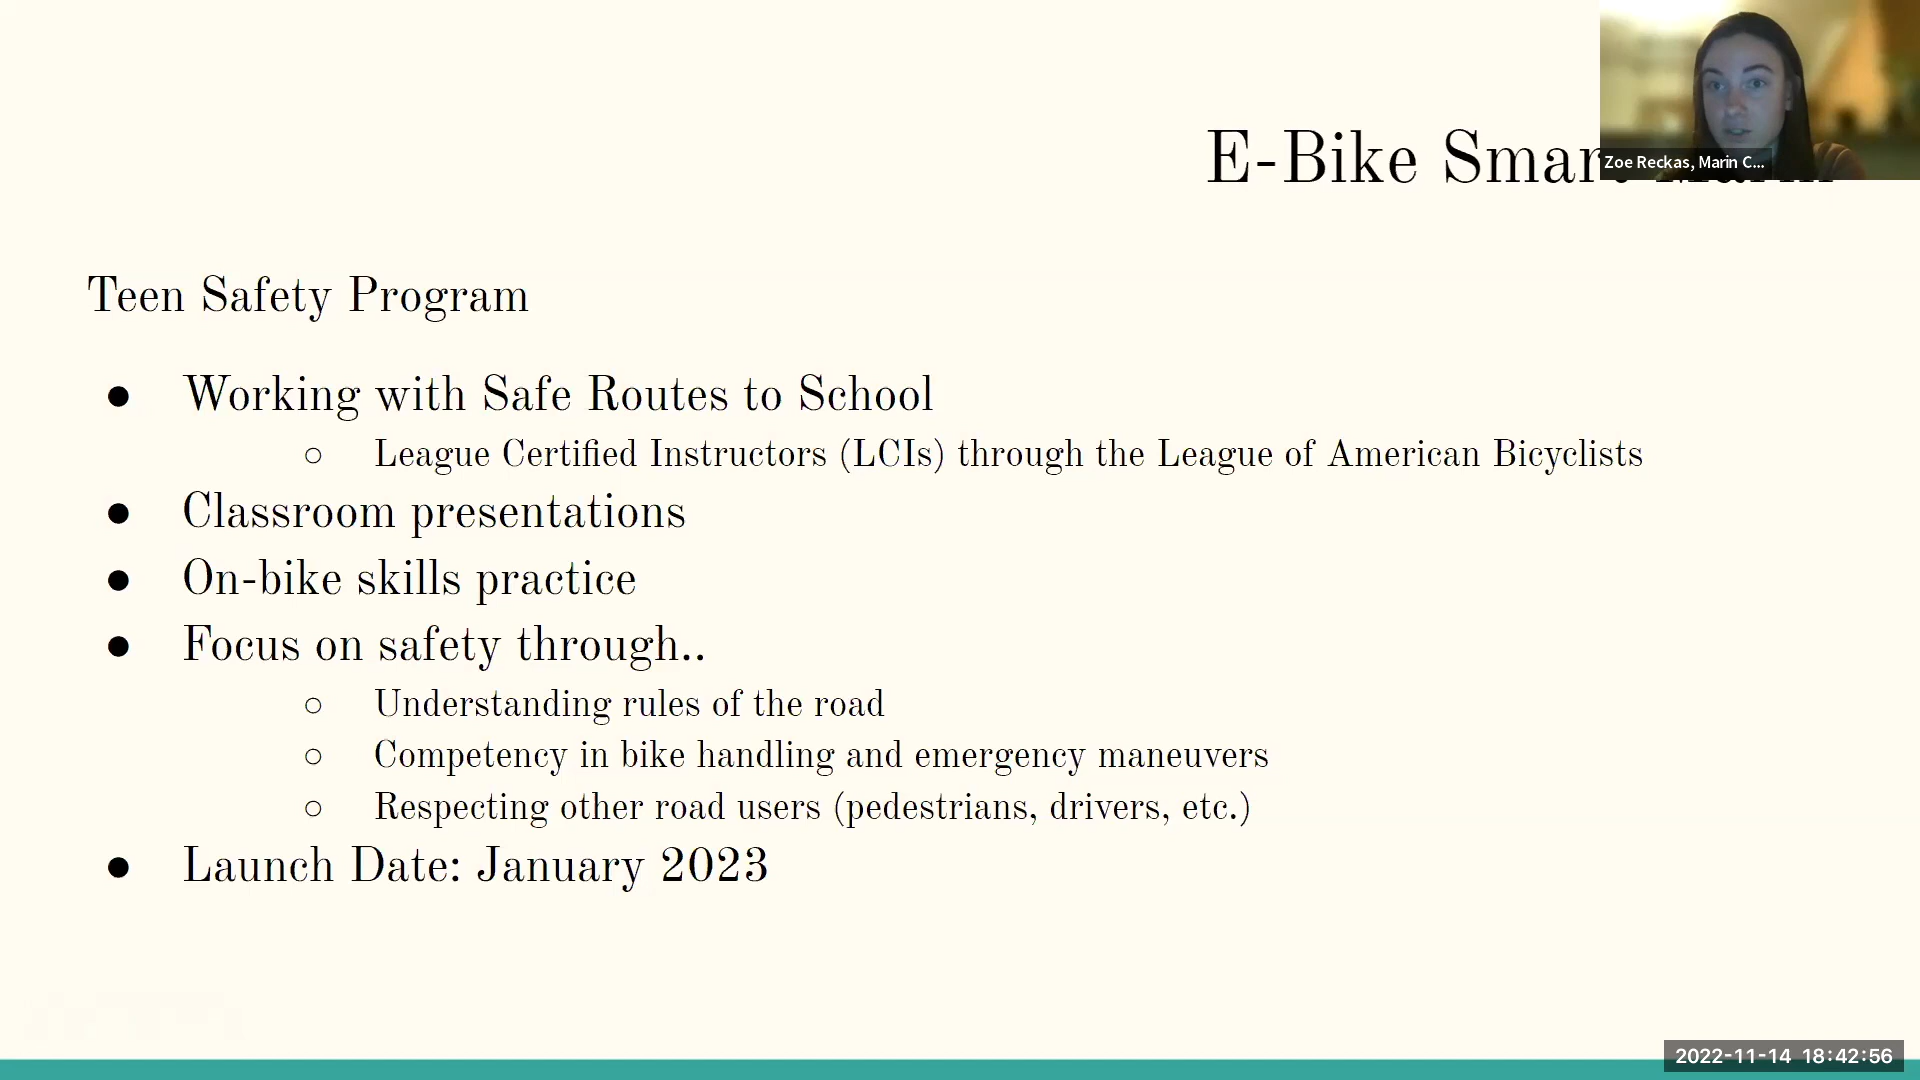 E-Bike Smart Marin
Zoe Reckas, Marin C...
Teen Safety Program
● Working with Safe Routes to School
○ League Certified Instructors (LCIs) through the League of American Bicyclists
● Classroom presentations
● On-bike skills practice
● Focus on safety through..
○ Understanding rules of the road
○ Competency in bike handling and emergency maneuvers
○ Respecting other road users (pedestrians, drivers, etc.)
● Launch Date: January 2023
2022-11-14 18:42:56